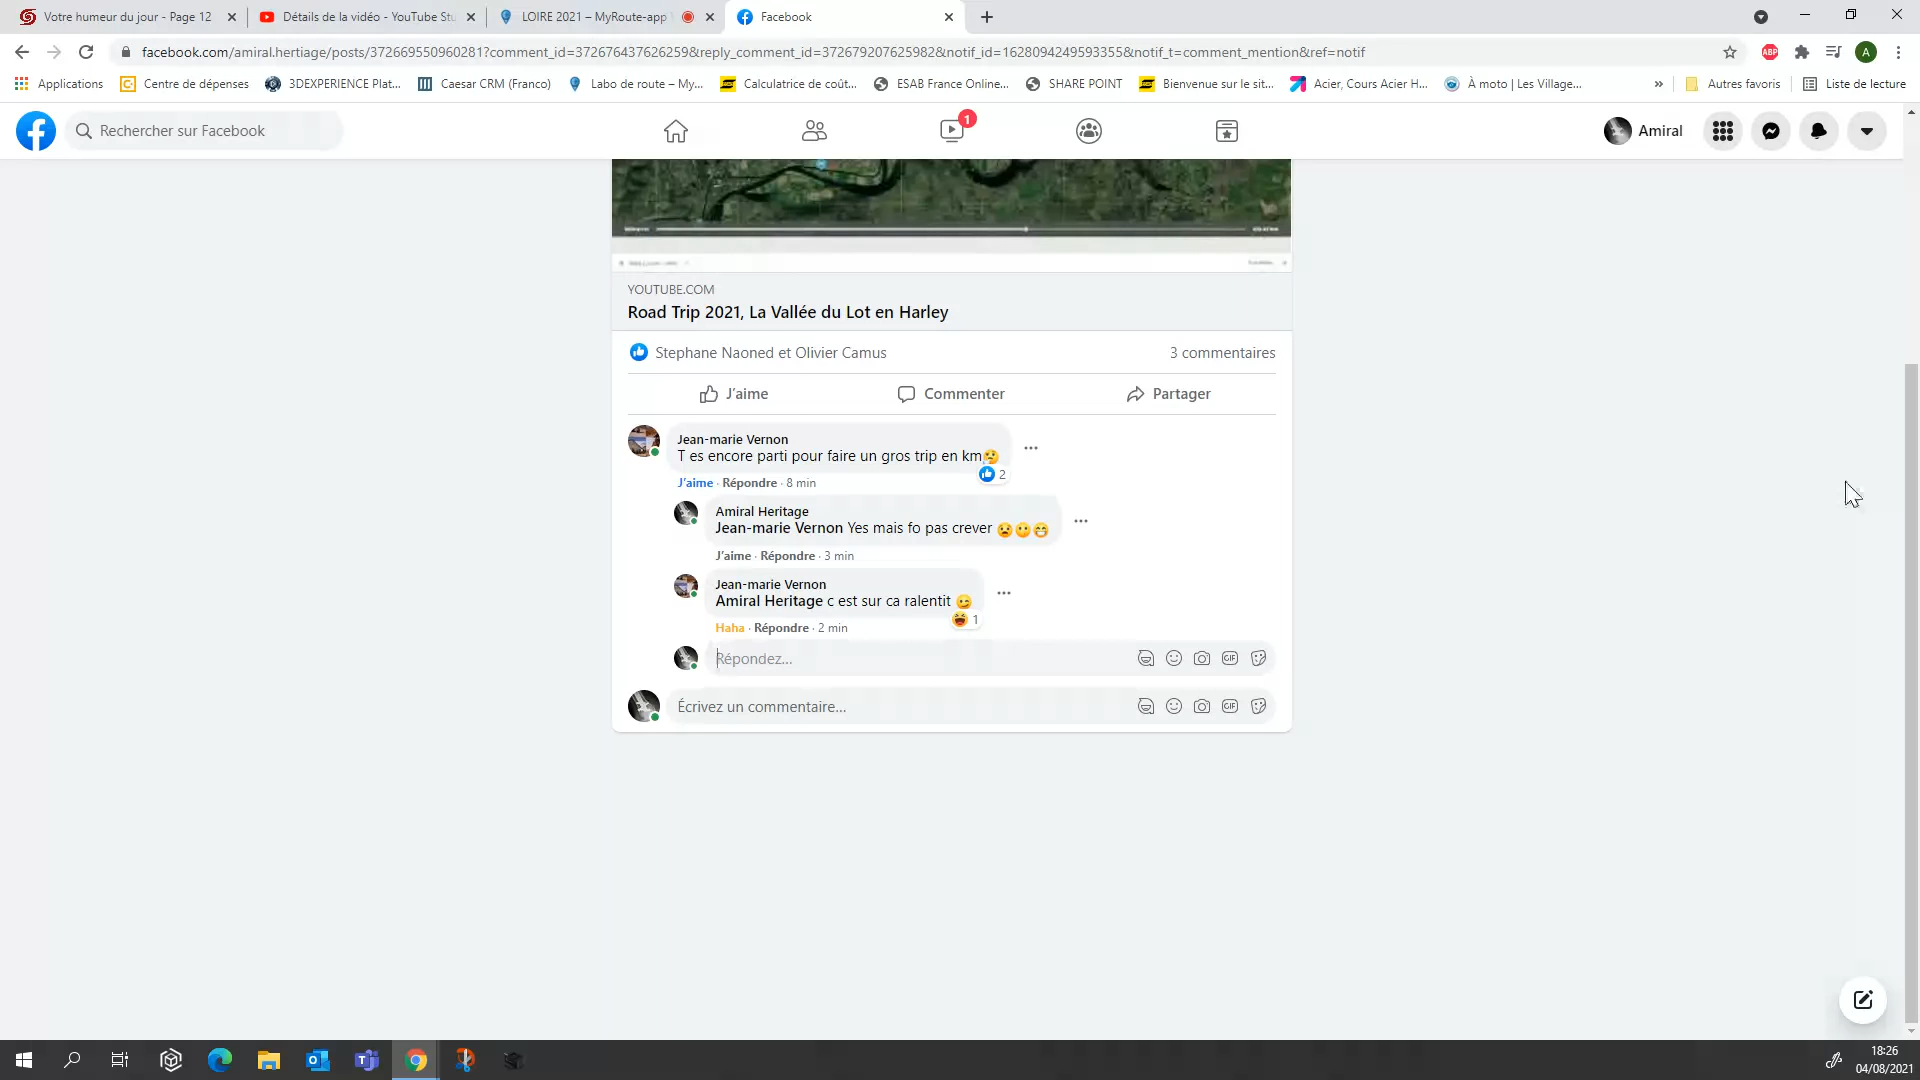 Votre humeur du jour - Page 12
Détails de la vidéo - YouTube Stu
LOIRE 2021 – MyRoute-app
Facebook
facebook.com/amiral.hertiage/posts/372669550960281?comment_id=372676437626259&reply_comment_id=372679207625982&notif_id=1628094249593355&notif_t=comment_mention&ref=notif
ABP
A
Applications
Centre de dépenses
3DEXPERIENCE Plat...
Caesar CRM (Franco)
Labo de route – My...
Calculatrice de coût...
ESAB France Online...
SHARE POINT
Bienvenue sur le sit...
Acier, Cours Acier H...
À moto | Les Village...
»
Autres favoris
Liste de lecture
Rechercher sur Facebook
1
Amiral
YOUTUBE.COM
Road Trip 2021, La Vallée du Lot en Harley
Stephane Naoned et Olivier Camus
3 commentaires
J'aime
Commenter
Partager
Jean-marie Vernon
T es encore parti pour faire un gros trip en km🤔
2
J'aime · Répondre · 8 min
Amiral Heritage
Jean-marie Vernon Yes mais fo pas crever 😧😶😁
J'aime · Répondre · 3 min
Jean-marie Vernon
Amiral Heritage c est sur ca ralentit 😉
1
Haha · Répondre · 2 min
Répondez...
GIF
Écrivez un commentaire...
GIF
18:26
04/08/2021